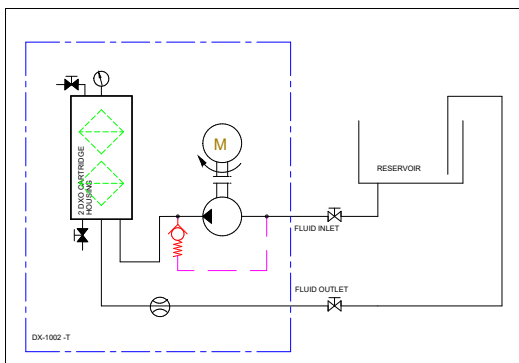 2 DXO CARTRIDGE
HOUSING
M
RESERVOIR
FLUID INLET
FLUID OUTLET
DX-1002 -T